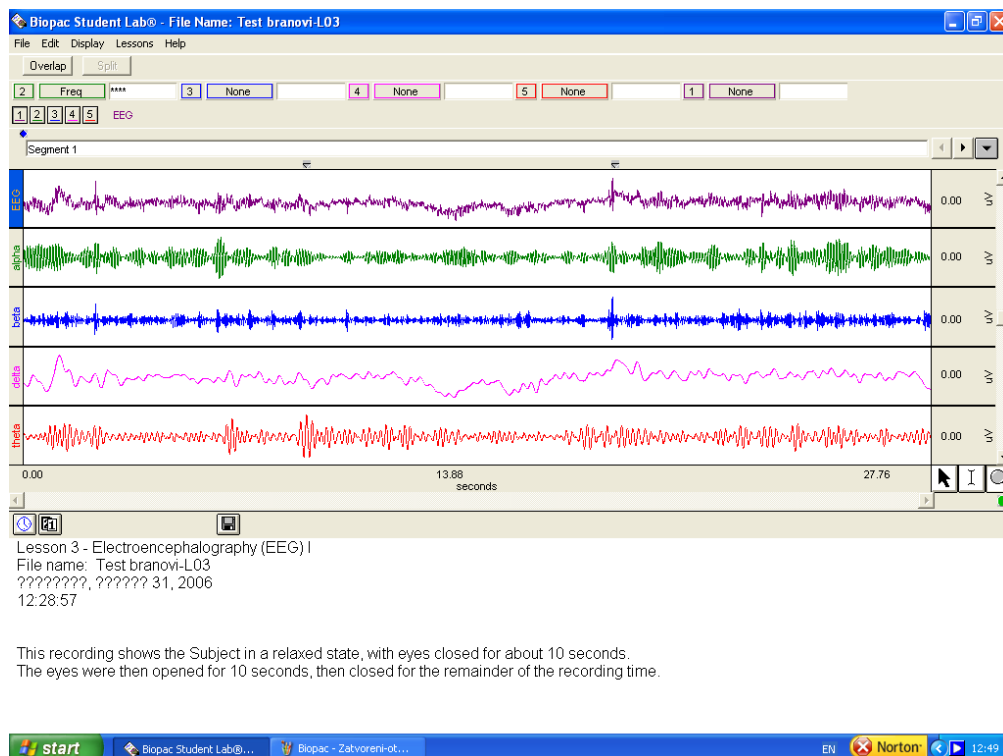 Biopac Student Lab® - File Name: Test branovi-L03
File Edit Display Lessons Help
Overlap Split
2 Freq **** 3 None 4 None 5 None 1 None
1 2 3 4 5 EEG
Segment 1
EEG 0.00
alpha 0.00
beta 0.00
delta 0.00
theta 0.00
0.00 13.88 27.76
seconds
Lesson 3 - Electroencephalography (EEG) I
File name: Test branovi-L03
????????, ?????? 31, 2006
12:28:57
This recording shows the Subject in a relaxed state, with eyes closed for about 10 seconds.
The eyes were then opened for 10 seconds, then closed for the remainder of the recording time.
start Biopac Student Lab®... Biopac - Zatvoreni-ot... EN Norton 12:49